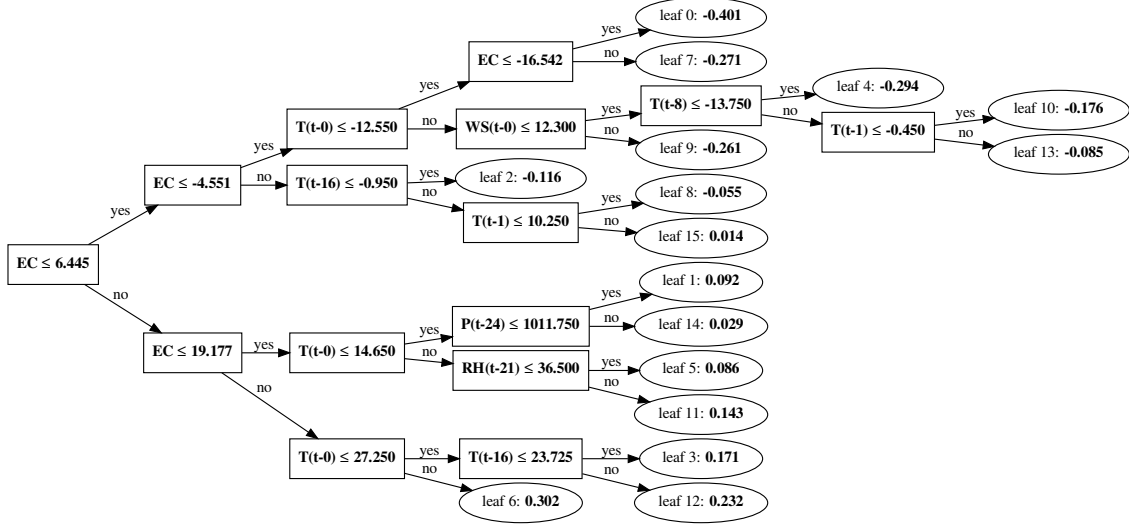 leaf 0: -0.401
yes
EC ≤ -16.542
no
leaf 7: -0.271
yes
T(t-8) ≤ -13.750
yes
leaf 4: -0.294
no
T(t-1) ≤ -0.450
yes
leaf 10: -0.176
no
leaf 13: -0.085
T(t-0) ≤ -12.550
no
WS(t-0) ≤ 12.300
yes
no
leaf 9: -0.261
yes
EC ≤ -4.551
no
T(t-16) ≤ -0.950
yes
leaf 2: -0.116
no
T(t-1) ≤ 10.250
yes
leaf 8: -0.055
no
leaf 15: 0.014
yes
EC ≤ 6.445
no
leaf 1: 0.092
yes
P(t-24) ≤ 1011.750
no
leaf 14: 0.029
EC ≤ 19.177
yes
T(t-0) ≤ 14.650
yes
no
RH(t-21) ≤ 36.500
yes
leaf 5: 0.086
no
leaf 11: 0.143
no
T(t-0) ≤ 27.250
yes
T(t-16) ≤ 23.725
yes
leaf 3: 0.171
no
leaf 6: 0.302
no
leaf 12: 0.232